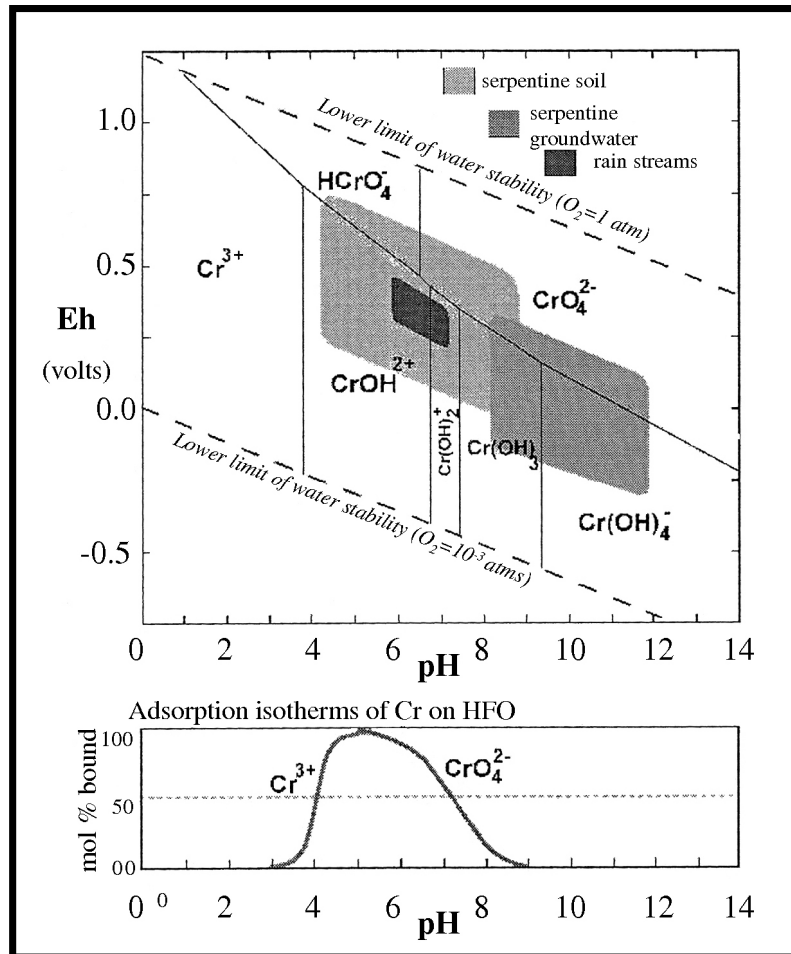 serpentine soil
serpentine
groundwater
rain streams
1.0
0.5
0.0
-0.5
Eh
(volts)
Lower limit of water stability (O₂=1 atm)
HCrO₄⁻
Cr³⁺
CrO₄²⁻
CrOH²⁺
Cr(OH)₂⁺
Cr(OH)₃
Cr(OH)₄⁻
Lower limit of water stability (O₂=10⁻³ atms)
0 2 4 6 8 10 12 14
pH
Adsorption isotherms of Cr on HFO
mol % bound
100
50
00
Cr³⁺
CrO₄²⁻
0 0 2 4 6 8 10 12 14
pH